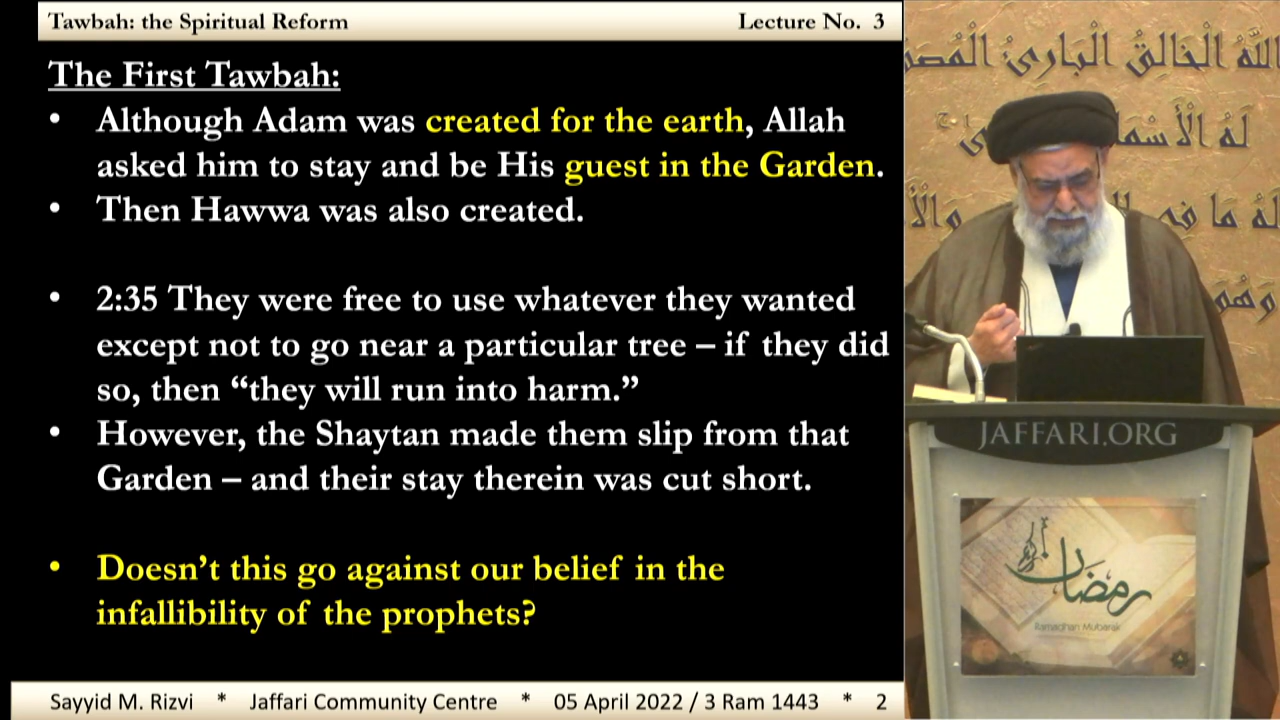 Tawbah: the Spiritual Reform Lecture No. 3
The First Tawbah:
• Although Adam was created for the earth, Allah
asked him to stay and be His guest in the Garden.
• Then Hawwa was also created.
• 2:35 They were free to use whatever they wanted
except not to go near a particular tree – if they did
so, then “they will run into harm.”
• However, the Shaytan made them slip from that
Garden – and their stay therein was cut short.
• Doesn’t this go against our belief in the
infallibility of the prophets?
Sayyid M. Rizvi * Jaffari Community Centre * 05 April 2022 / 3 Ram 1443 * 2
اللَّهُ الْخَالِقُ الْبَارِئُ
لَهُ
لَهُ مَا فِي
وَهُوَ
JAFFARI.ORG
رمضان
Ramadhan Mubarak